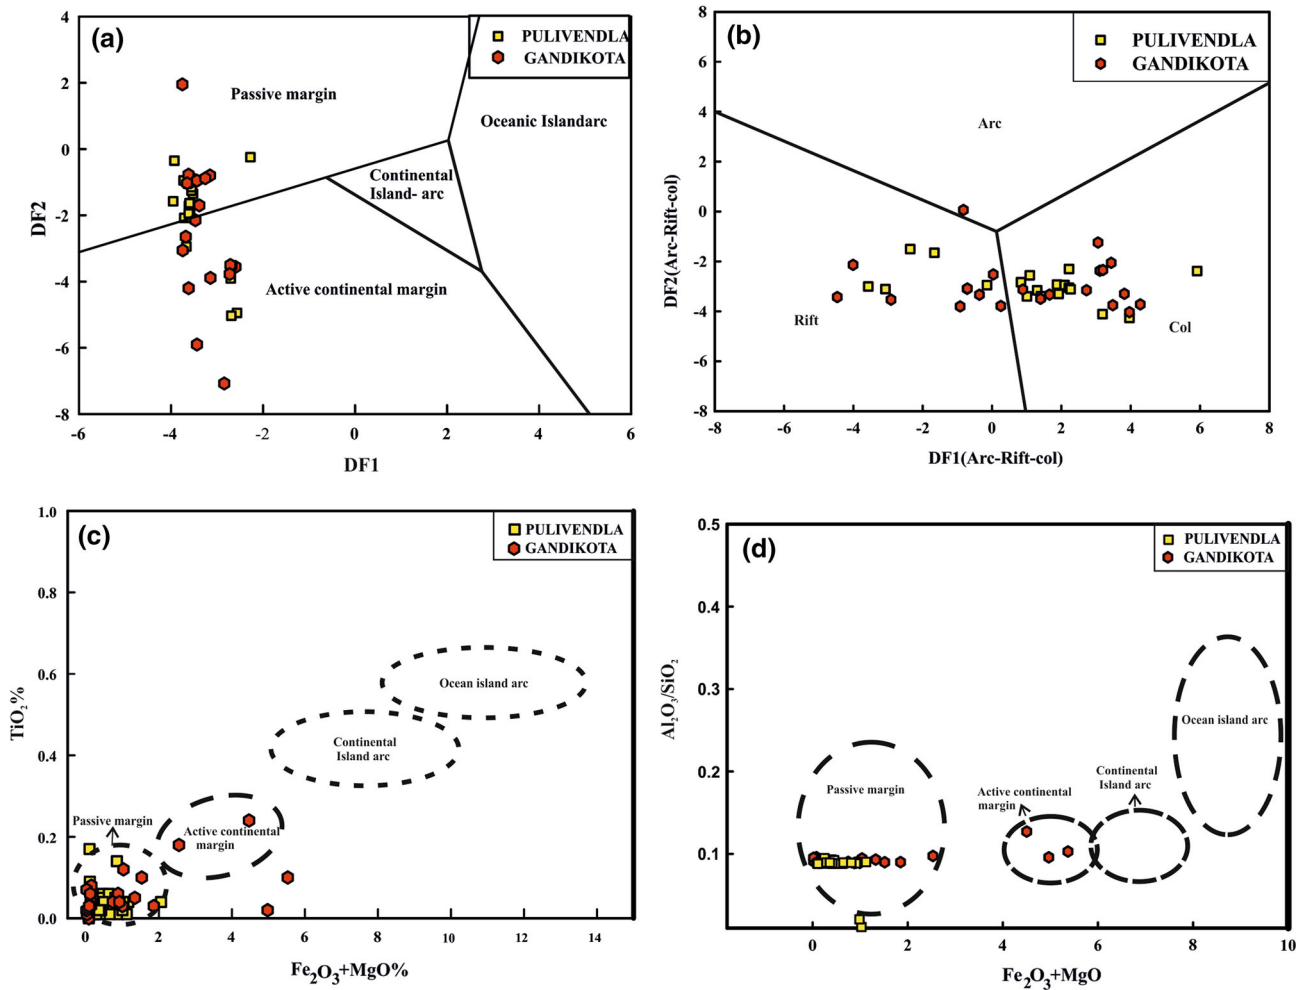 (a)
PULIVENDLA
GANDIKOTA
Passive margin
Oceanic Islandarc
Continental
Island- arc
Active continental margin
4
2
0
-2
-4
-6
-8
DF2
-6
-4
-2
0
2
4
6
DF1
(b)
PULIVENDLA
GANDIKOTA
Arc
Rift
Col
8
6
4
2
0
-2
-4
-6
-8
DF2(Arc-Rift-col)
-8
-6
-4
-2
0
2
4
6
8
DF1(Arc-Rift-col)
(c)
PULIVENDLA
GANDIKOTA
Ocean island arc
Continental
Island arc
Passive margin
Active continental
margin
1.0
0.8
0.6
0.4
0.2
0.0
TiO₂%
0
2
4
6
8
10
12
14
Fe₂O₃+MgO%
(d)
PULIVENDLA
GANDIKOTA
Ocean island arc
Passive margin
Active continental
margin
Continental
Island arc
0.5
0.4
0.3
0.2
0.1
Al₂O₃/SiO₂
0
2
4
6
8
10
Fe₂O₃+MgO